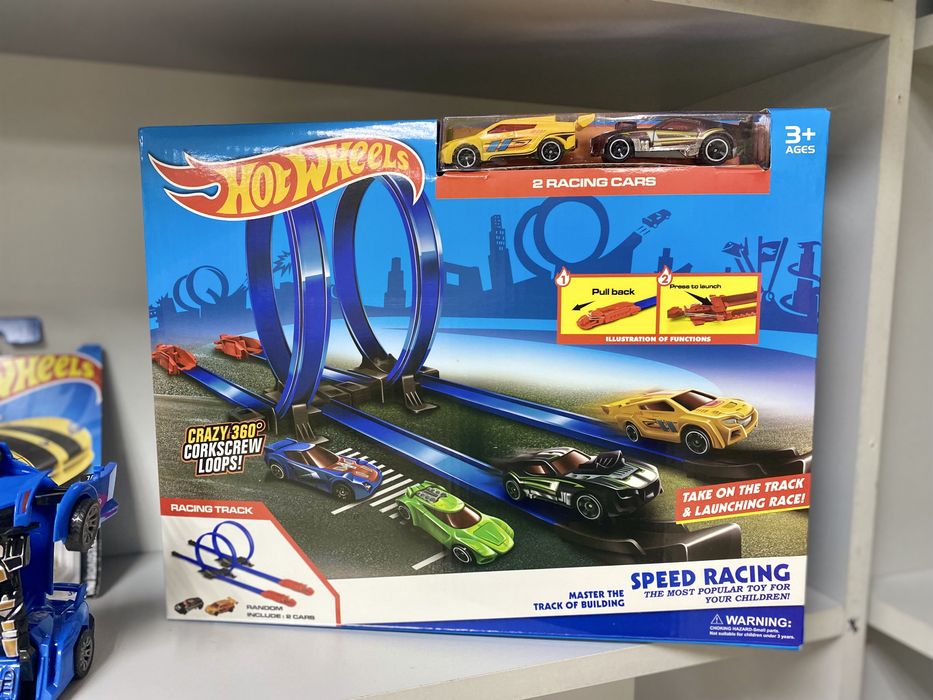 HOT WHEELS
2 RACING CARS
3+
AGES
1
Pull back
2
Press to launch
ILLUSTRATION OF FUNCTIONS
CRAZY 360°
CORKSCREW
LOOPS!
TAKE ON THE TRACK
& LAUNCHING RACE!
RACING TRACK
RANDOM
INCLUDE: 2 CARS
MASTER THE
TRACK OF BUILDING
SPEED RACING
THE MOST POPULAR TOY FOR
YOUR CHILDREN!
WARNING:
CHOKING HAZARD-Small parts.
Not suitable for children under 3 years.
WHEELS